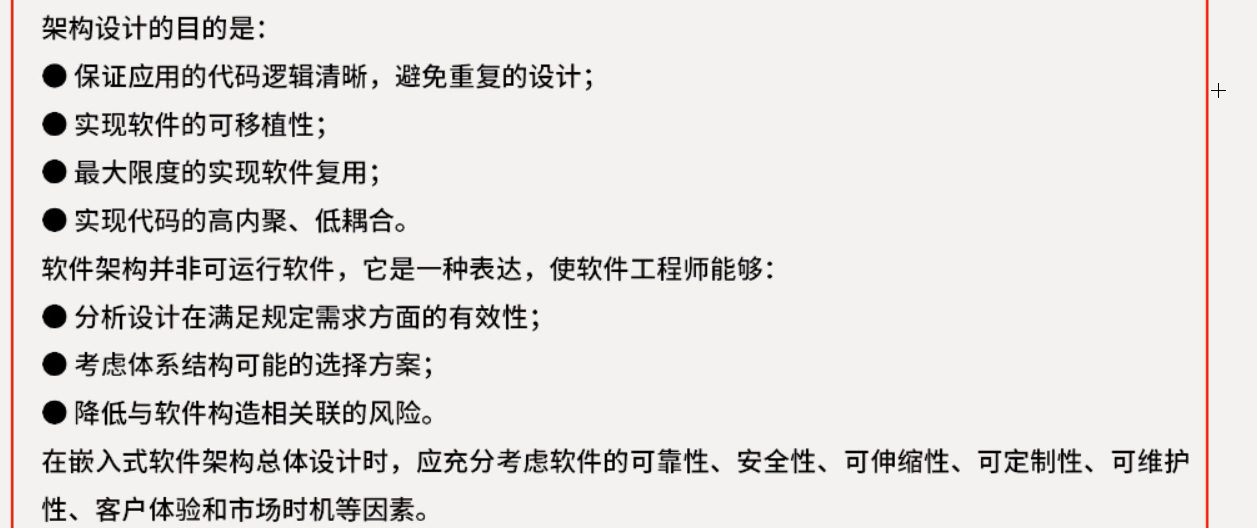 架构设计的目的是：
● 保证应用的代码逻辑清晰，避免重复的设计；
● 实现软件的可移植性；
● 最大限度的实现软件复用；
● 实现代码的高内聚、低耦合。
软件架构并非可运行软件，它是一种表达，使软件工程师能够：
● 分析设计在满足规定需求方面的有效性；
● 考虑体系结构可能的选择方案；
● 降低与软件构造相关联的风险。
在嵌入式软件架构总体设计时，应充分考虑软件的可靠性、安全性、可伸缩性、可定制性、可维护
性、客户体验和市场时机等因素。